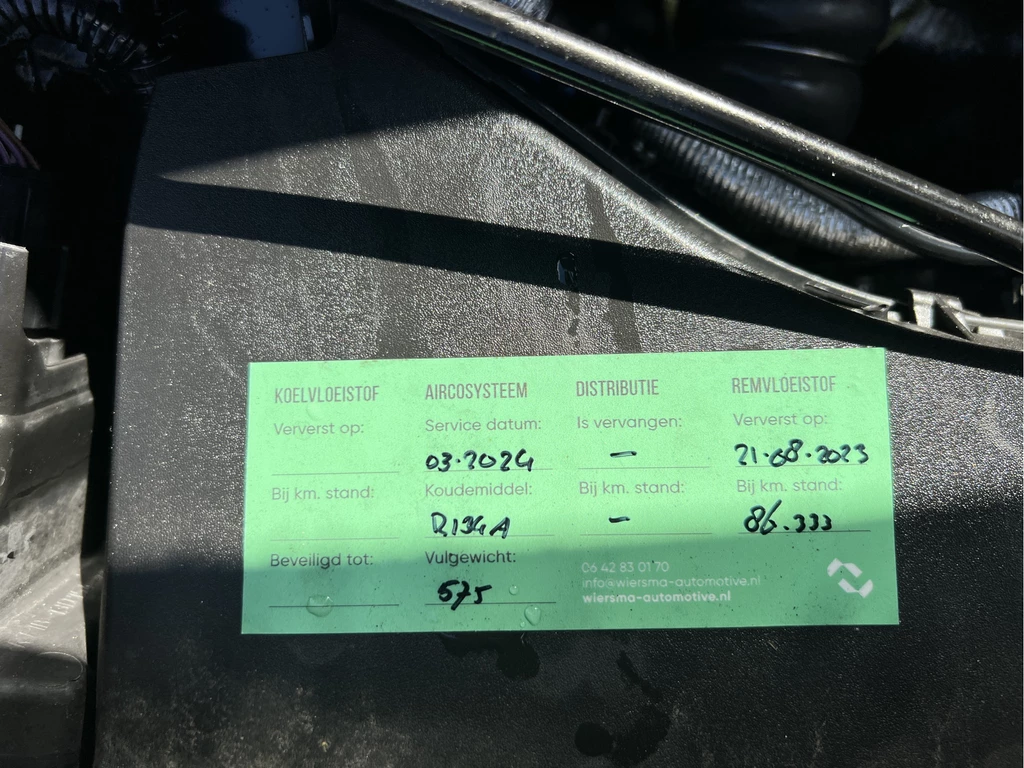 KOELVLOEISTOF
Ververst op:
Bij km. stand:
Beveiligd tot:
AIRCOSYSTEEM
Service datum:
03.2024
Koudemiddel:
R134A
Vulgewicht:
575
DISTRIBUTIE
Is vervangen:
-
Bij km. stand:
-
REMVLOEISTOF
Ververst op:
21.08.2023
Bij km. stand:
86.333
06 42 83 01 70
info@wiersma-automotive.nl
wiersma-automotive.nl